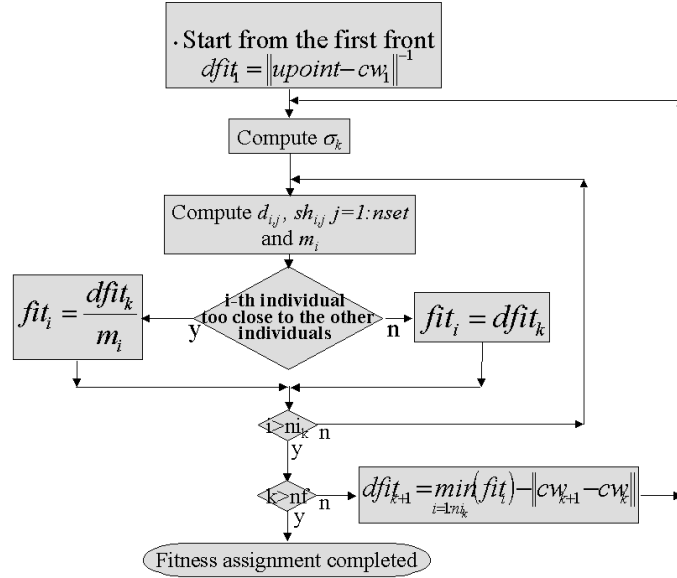 · Start from the first front
dfit₁ = ‖upoint−cw₁‖⁻¹
Compute σₖ
Compute dᵢ,ⱼ, shᵢ,ⱼ j=1:nset
and mᵢ
i-th individual
too close to the other
individuals
y
n
fitᵢ = dfitₖ / mᵢ
fitᵢ = dfitₖ
i>niₖ
n
y
k>nf
n
y
dfitₖ₊₁ = min(fitᵢ) − ‖cwₖ₊₁ − cwₖ‖
i=1:niₖ
Fitness assignment completed